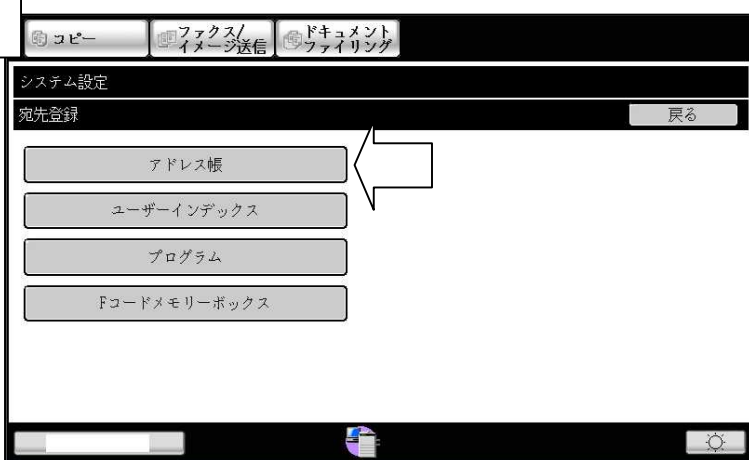 コピー
ファクス/
イメージ送信
ドキュメント
ファイリング
システム設定
宛先登録
戻る
アドレス帳
ユーザーインデックス
プログラム
Fコードメモリーボックス